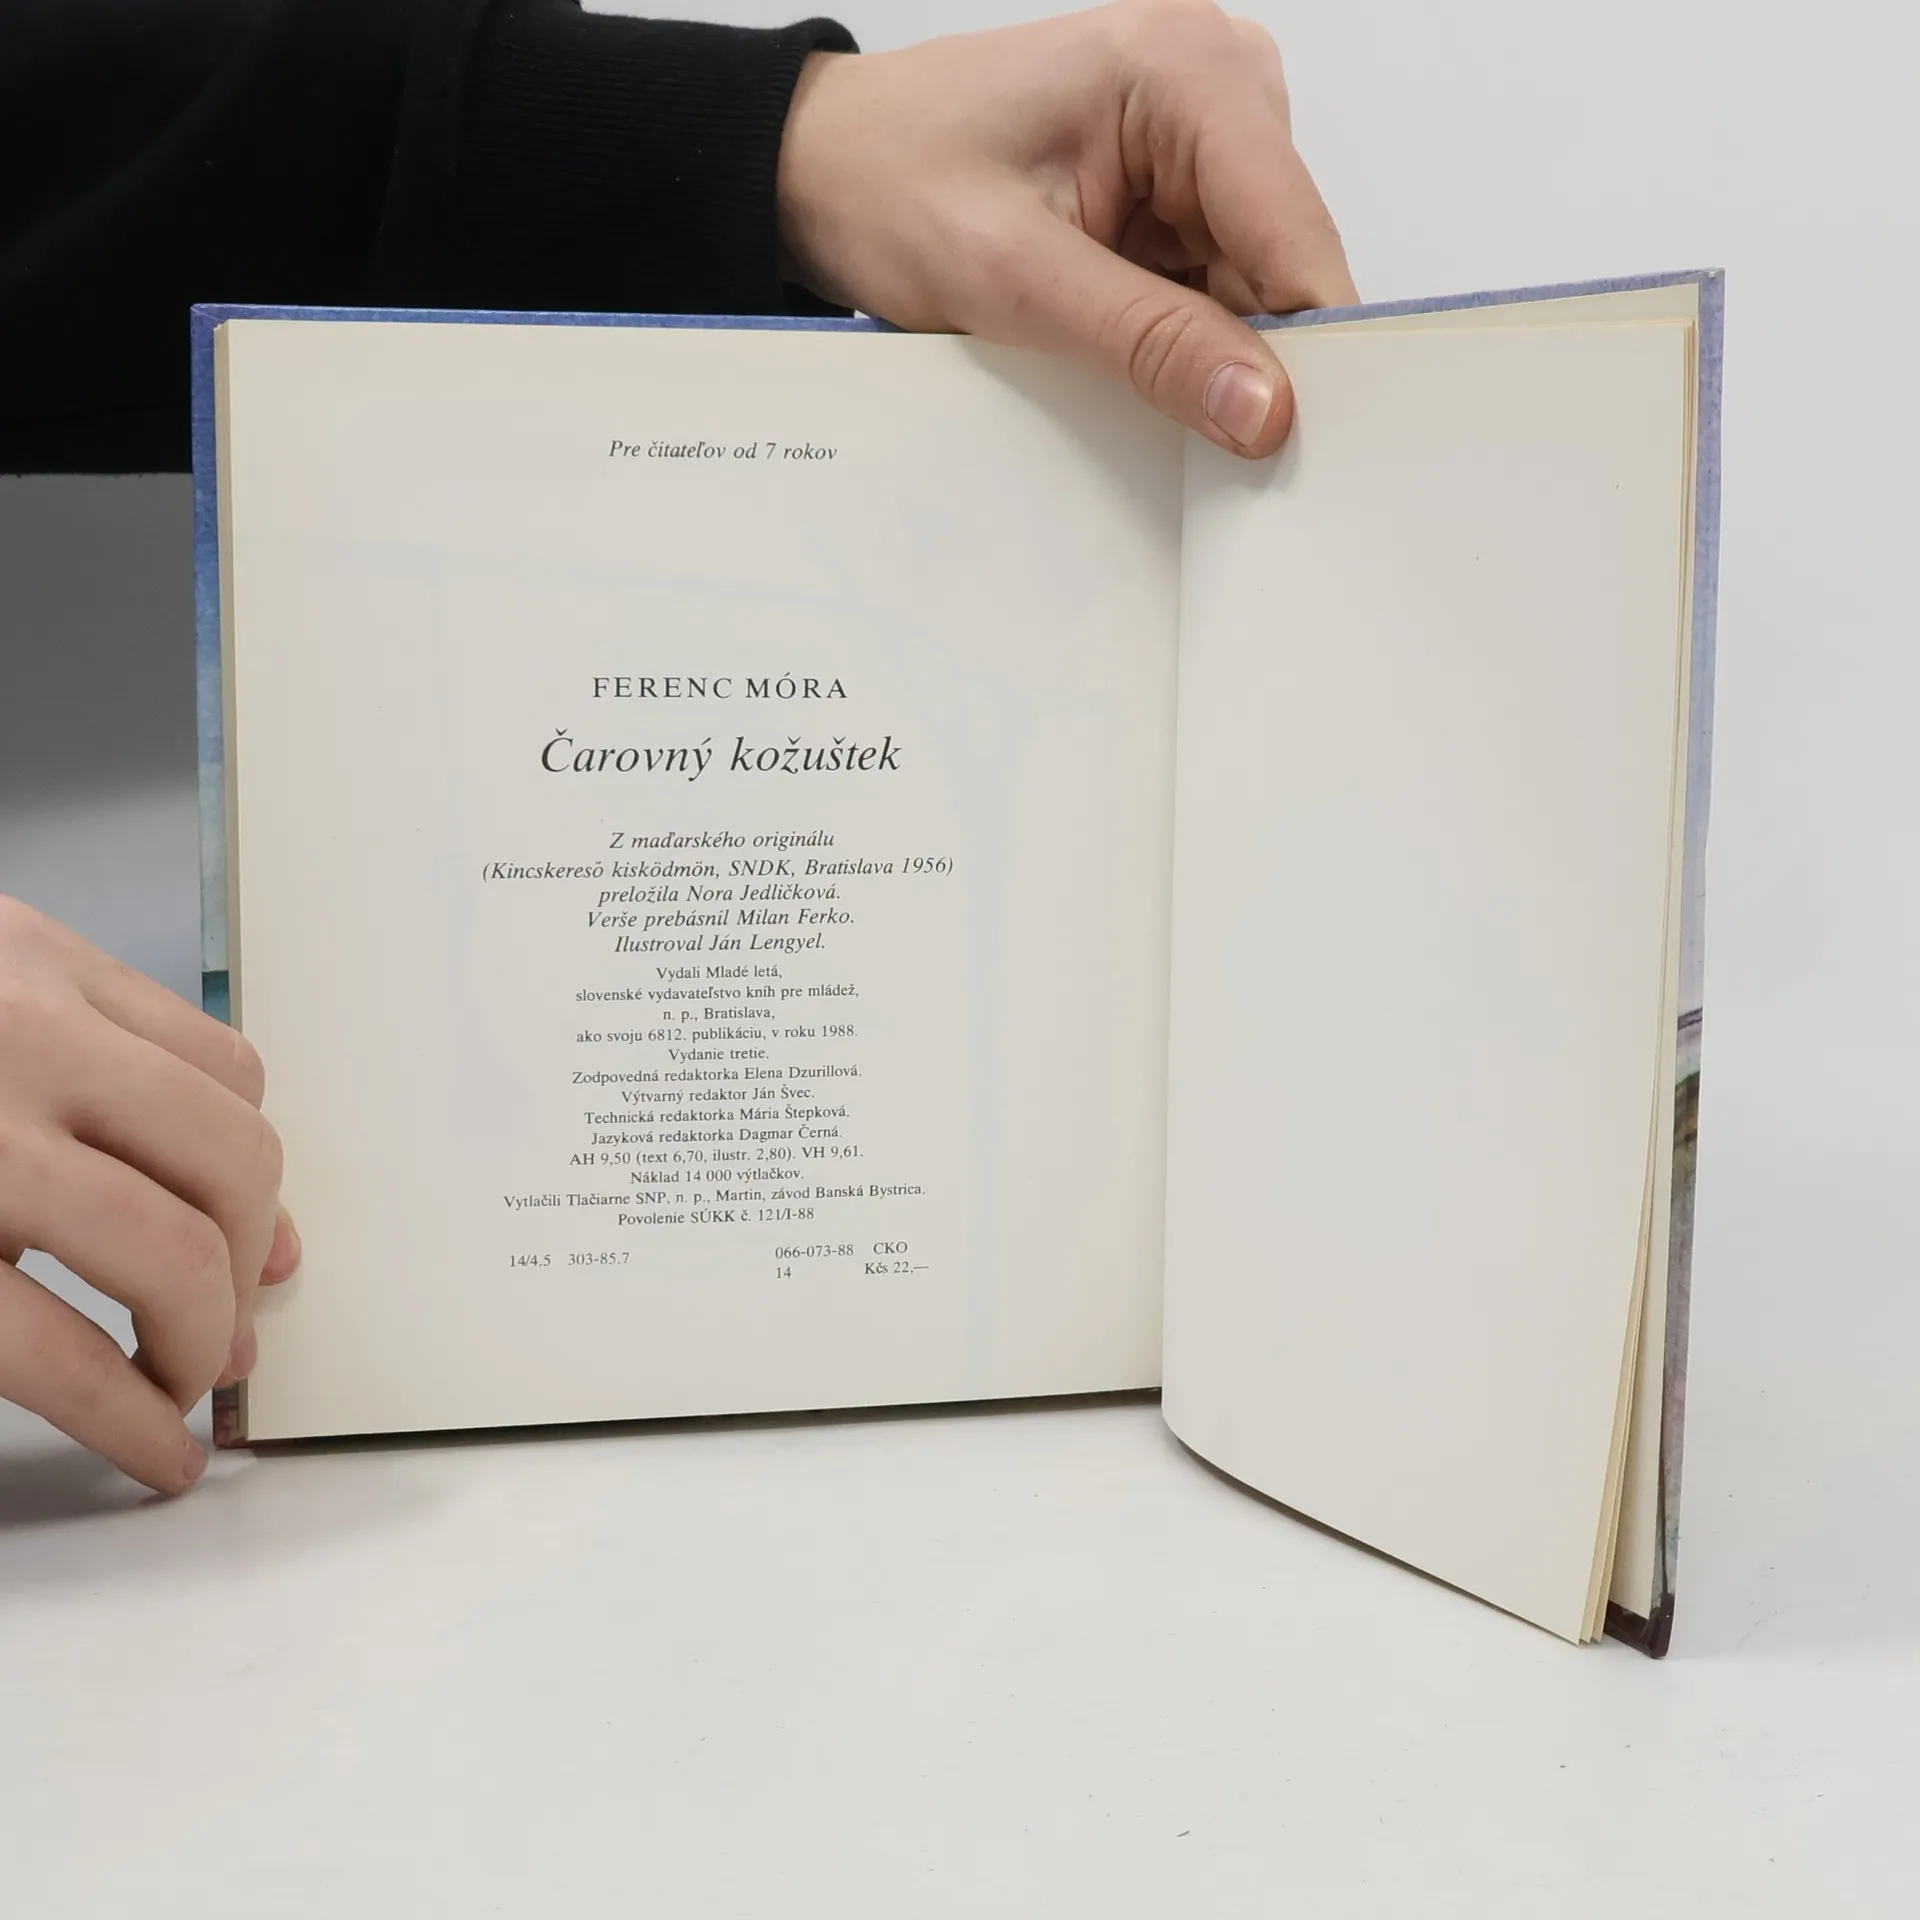 Pre čitateľov od 7 rokov
FERENC MÓRA
Čarovný kožuštek
Z maďarského originálu
(Kincskereső kisködmön, SNDK, Bratislava 1956)
preložila Nora Jedličková.
Verše prebásnil Milan Ferko.
Ilustroval Ján Lengyel.
Vydali Mladé letá,
slovenské vydavateľstvo kníh pre mládež,
n. p., Bratislava,
ako svoju 6812. publikáciu, v roku 1988.
Vydanie tretie.
Zodpovedná redaktorka Elena Dzurillová.
Výtvarný redaktor Ján Švec.
Technická redaktorka Mária Štepková.
Jazyková redaktorka Dagmar Černá.
AH 9,50 (text 6,70, ilustr. 2,80). VH 9,61.
Náklad 14 000 výtlačkov.
Vytlačili Tlačiarne SNP, n. p., Martin, závod Banská Bystrica.
Povolenie SÚKK č. 121/I-88
14/4.5 303-85.7 066-073-88 CKO
14 Kčs 22,—